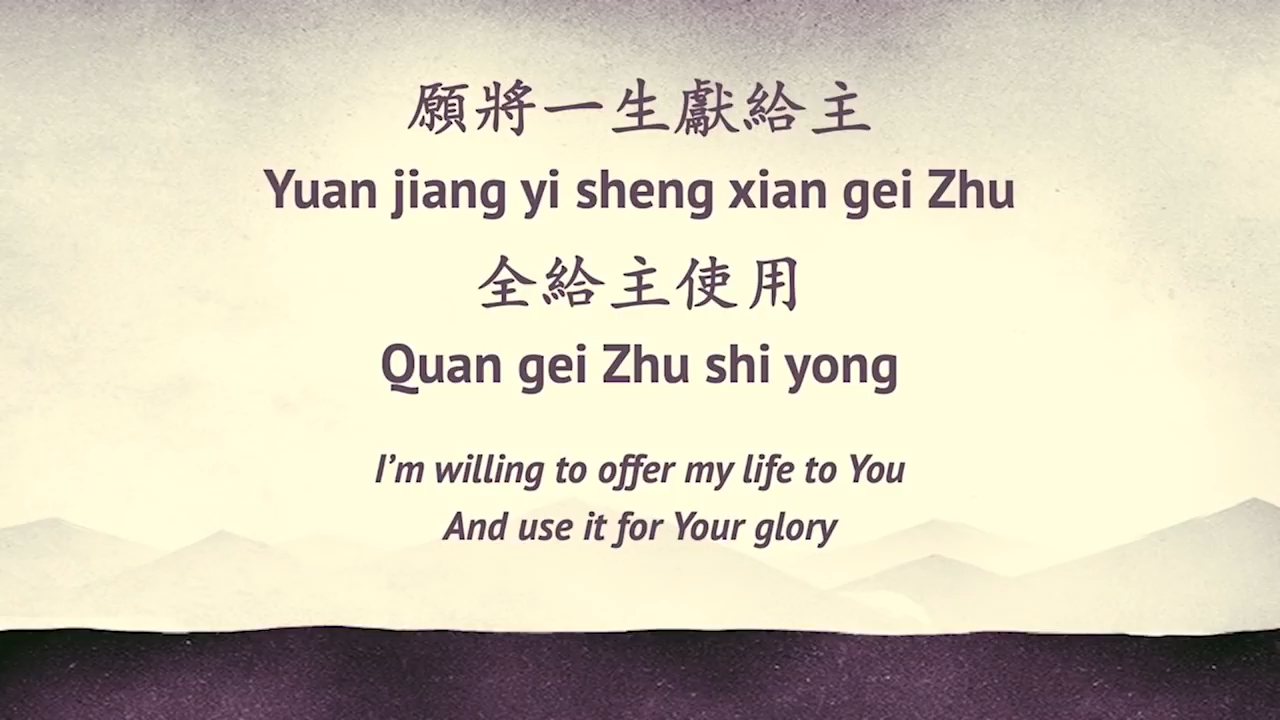 願將一生獻給主
Yuan jiang yi sheng xian gei Zhu
全給主使用
Quan gei Zhu shi yong
I’m willing to offer my life to You
And use it for Your glory